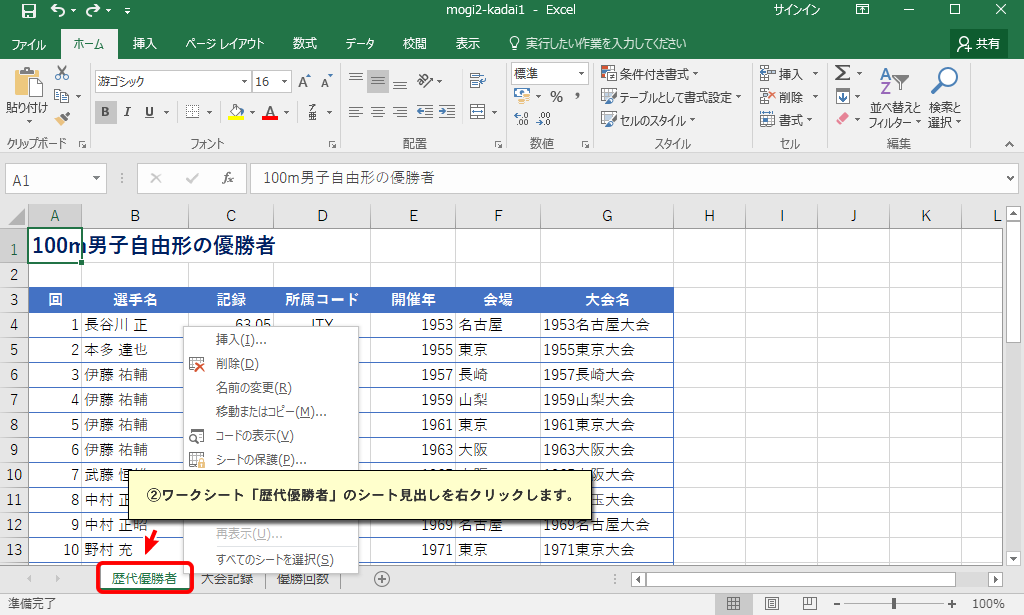 mogi2-kadai1 - Excel
サインイン
ファイル ホーム 挿入 ページ レイアウト 数式 データ 校閲 表示 実行したい作業を入力してください 共有
貼り付け
游ゴシック 16 A A
B I U A
標準
% ,
条件付き書式
テーブルとして書式設定
セルのスタイル
挿入
削除
書式
Σ
並べ替えと
フィルター
検索と
選択
クリップボード フォント 配置 数値 スタイル セル 編集
A1 fx 100m男子自由形の優勝者
A B C D E F G H I J K L
1 100m男子自由形の優勝者
2
3 回 選手名 記録 所属コード 開催年 会場 大会名
4 1 長谷川 正 63.05 JTY 1953 名古屋 1953名古屋大会
5 2 本多 達也 1955 東京 1955東京大会
6 3 伊藤 祐輔 1957 長崎 1957長崎大会
7 4 伊藤 祐輔 1959 山梨 1959山梨大会
8 5 伊藤 祐輔 1961 東京 1961東京大会
9 6 伊藤 祐輔 1963 大阪 1963大阪大会
10 7 武藤
11 8 中村
12 9 中村 正昭 1969 名古屋 1969名古屋大会
13 10 野村 充 1971 東京 1971東京大会
挿入(I)...
削除(D)
名前の変更(R)
移動またはコピー(M)...
コードの表示(V)
シートの保護(P)...
②ワークシート「歴代優勝者」のシート見出しを右クリックします。
再表示(U)...
すべてのシートを選択(S)
歴代優勝者 大会記録 優勝回数
準備完了
100%